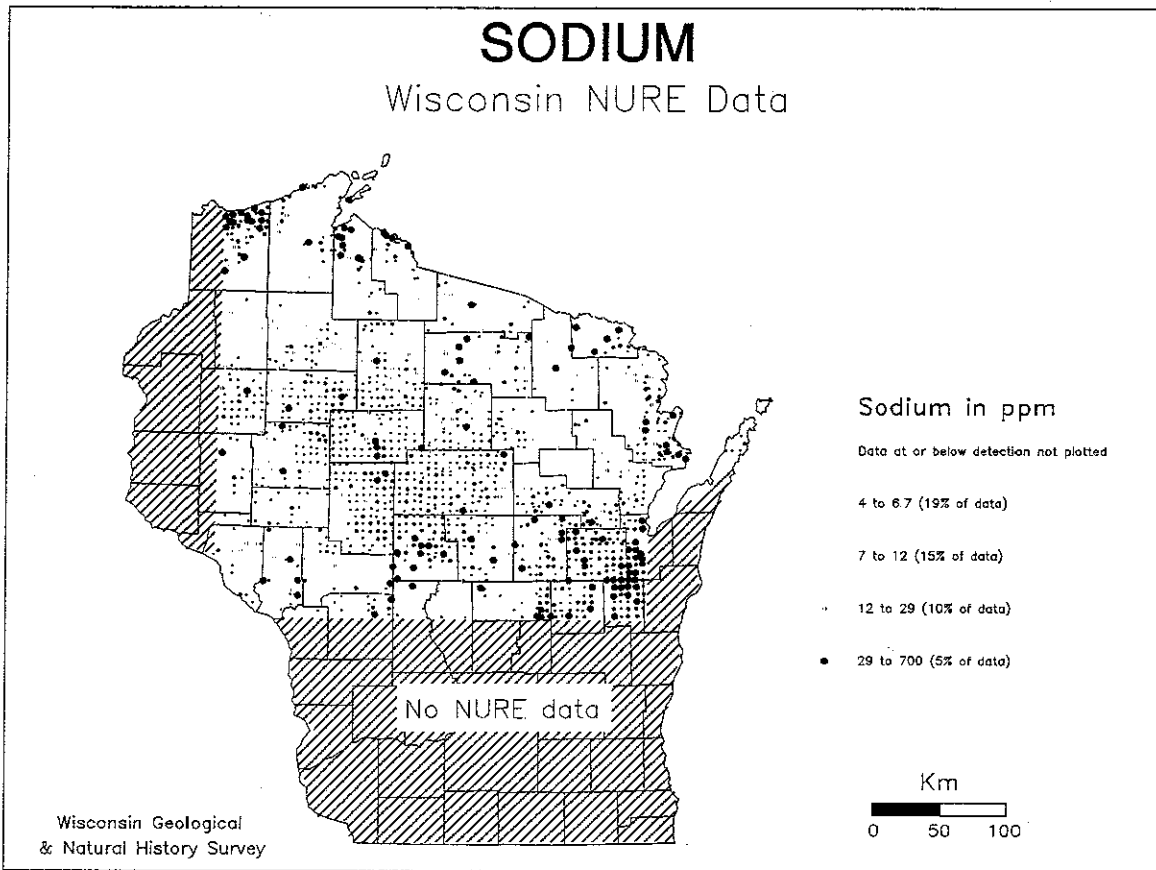 SODIUM
Wisconsin NURE Data
Sodium in ppm
Data at or below detection not plotted
4 to 6.7 (19% of data)
7 to 12 (15% of data)
12 to 29 (10% of data)
29 to 700 (5% of data)
No NURE data
Km
0 50 100
Wisconsin Geological
& Natural History Survey